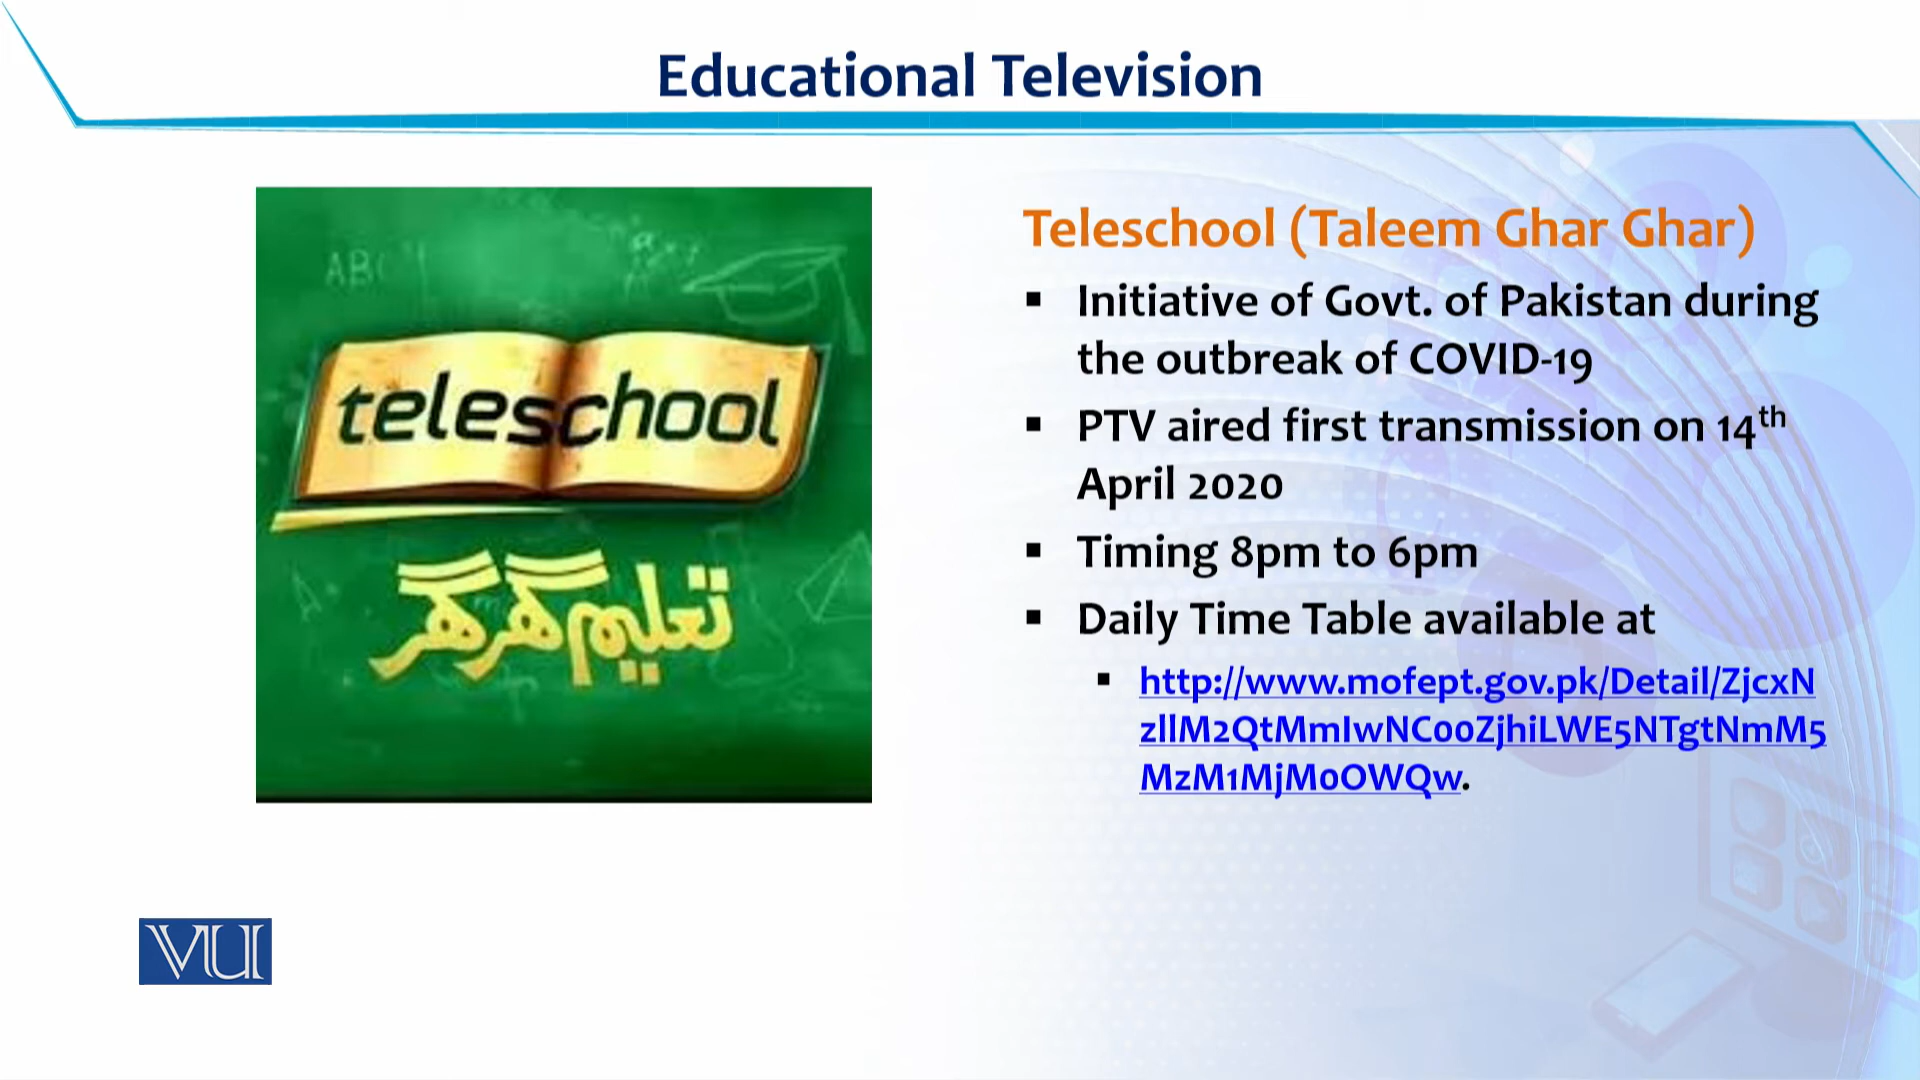 Educational Television
ABC
teleschool
تعلیم گھر گھر
Teleschool (Taleem Ghar Ghar)
▪ Initiative of Govt. of Pakistan during
the outbreak of COVID-19
▪ PTV aired first transmission on 14th
April 2020
▪ Timing 8pm to 6pm
▪ Daily Time Table available at
▪ http://www.mofept.gov.pk/Detail/ZjcxN
zllM2QtMmIwNC00ZjhiLWE5NTgtNmM5
MzM1MjM0OWQw.
VU